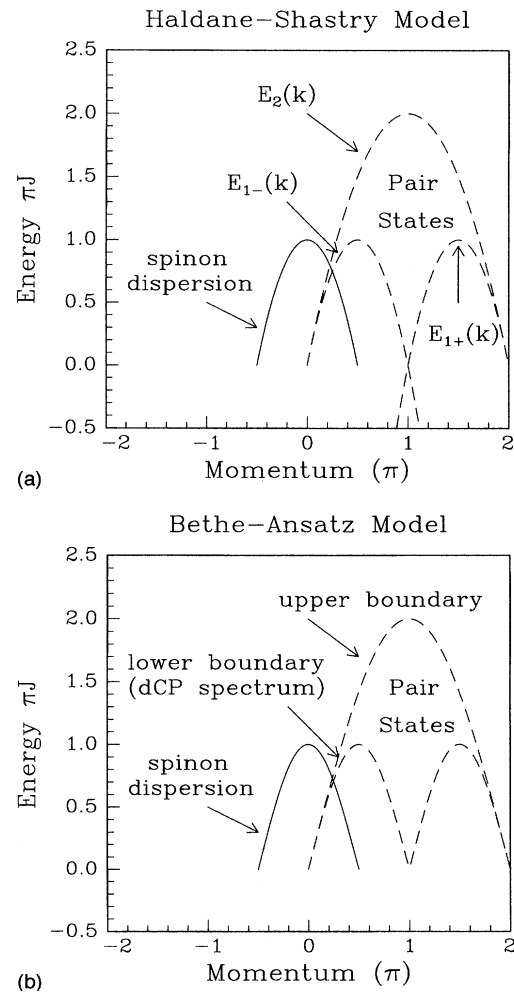 Haldane-Shastry Model
2.5
2.0
1.5
1.0
0.5
0.0
-0.5
Energy πJ
E₂(k)
E₁₋(k)
Pair
States
spinon
dispersion
E₁₊(k)
-2
-1
0
1
2
Momentum (π)
(a)
Bethe-Ansatz Model
2.5
2.0
1.5
1.0
0.5
0.0
-0.5
Energy πJ
upper boundary
lower boundary
(dCP spectrum)
Pair
States
spinon
dispersion
-2
-1
0
1
2
Momentum (π)
(b)